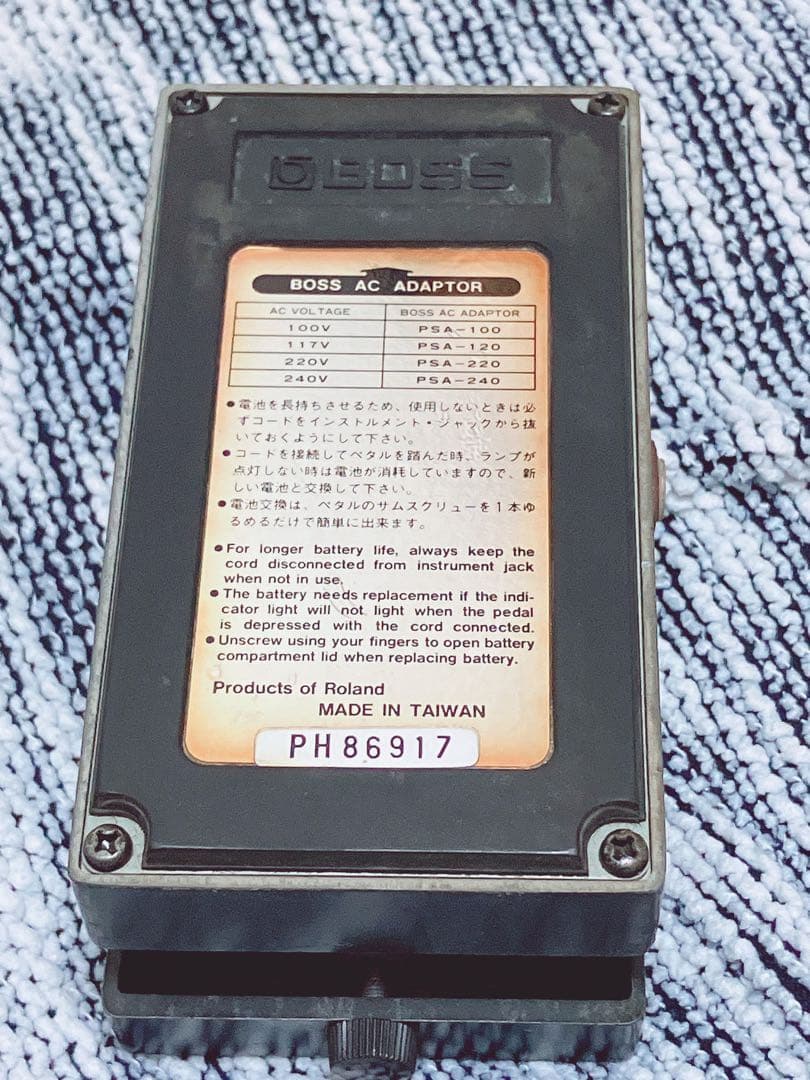 BOSS
BOSS AC ADAPTOR
AC VOLTAGE BOSS AC ADAPTOR
100V PSA-100
117V PSA-120
220V PSA-220
240V PSA-240
●電池を長持ちさせるため、使用しないときは必
ずコードをインストルメント・ジャックから抜
いておくようにして下さい。
●コードを接続してペタルを踏んだ時、ランプが
点灯しない時は電池が消耗していますので、新
しい電池と交換して下さい。
●電池交換は、ペタルのサムスクリューを1本ゆ
るめるだけで簡単に出来ます。
●For longer battery life, always keep the
cord disconnected from instrument jack
when not in use.
●The battery needs replacement if the indi-
cator light will not light when the pedal
is depressed with the cord connected.
●Unscrew using your fingers to open battery
compartment lid when replacing battery.
Products of Roland
MADE IN TAIWAN
PH86917